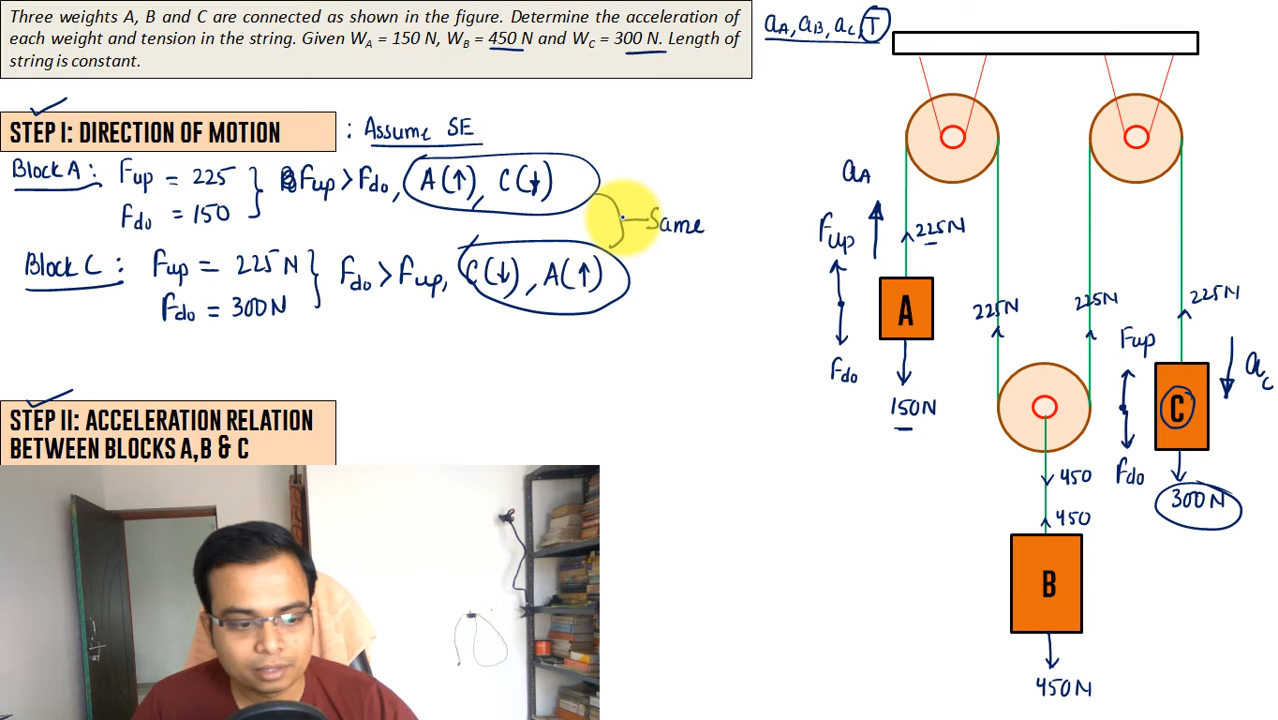 Three weights A, B and C are connected as shown in the figure. Determine the acceleration of
each weight and tension in the string. Given WA = 150 N, WB = 450 N and WC = 300 N. Length of
string is constant.
aA, aB, aC, T
STEP I: DIRECTION OF MOTION : Assume SE
Block A: Fup = 225
Fdo = 150
Fup > Fdo, A(↑), C(↓)
Same
Block C: Fup = 225 N
Fdo = 300 N
Fdo > Fup, C(↓), A(↑)
STEP II: ACCELERATION RELATION
BETWEEN BLOCKS A,B & C
aA
Fup
225N
A
Fdo
150N
225N
225N
225N
Fup
aC
C
Fdo
300N
450
450
B
450N